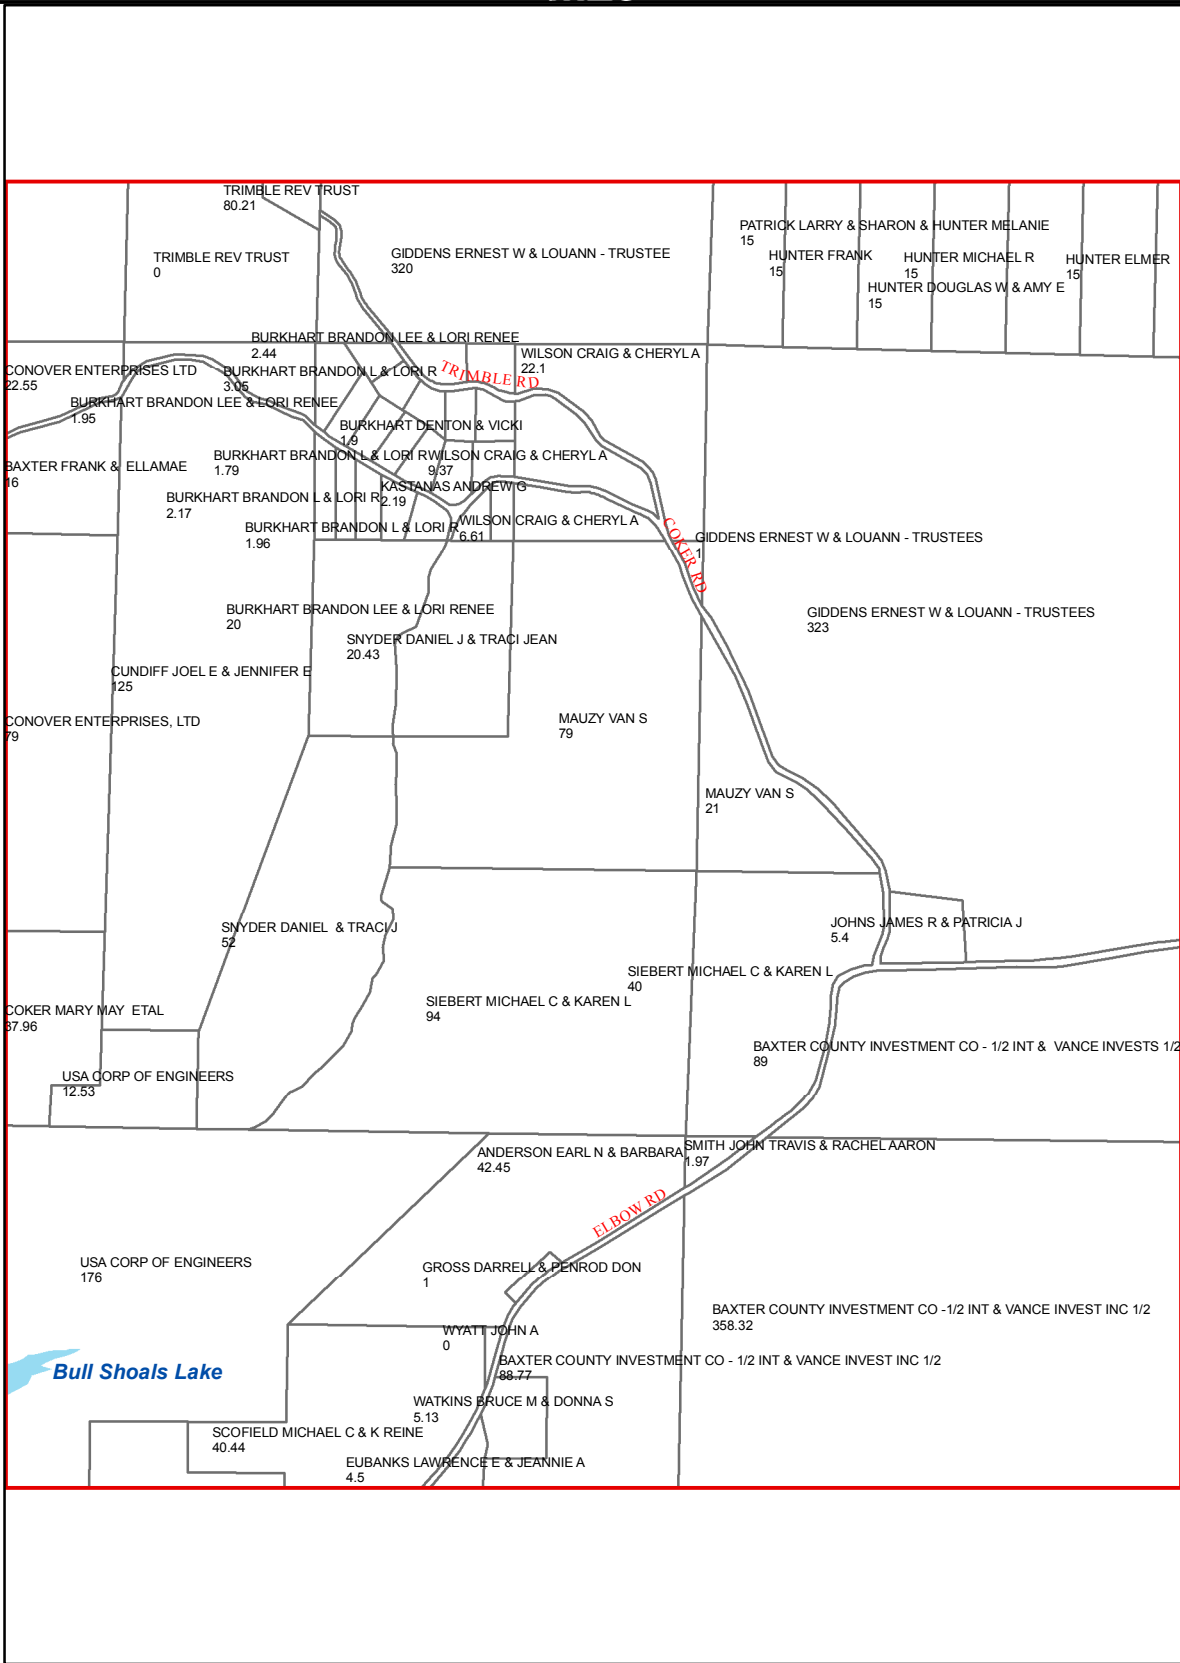 TRIMBLE REV TRUST
80.21
TRIMBLE REV TRUST
0
GIDDENS ERNEST W & LOUANN - TRUSTEE
320
PATRICK LARRY & SHARON & HUNTER MELANIE
15
HUNTER FRANK
15
HUNTER MICHAEL R
15
HUNTER ELMER
15
HUNTER DOUGLAS W & AMY E
15
BURKHART BRANDON LEE & LORI RENEE
2.44
WILSON CRAIG & CHERYL A
22.1
CONOVER ENTERPRISES LTD
22.55
BURKHART BRANDON L & LORI R
3.05
TRIMBLE RD
BURKHART BRANDON LEE & LORI RENEE
1.95
BURKHART DENTON & VICKI
1.9
BAXTER FRANK & ELLAMAE
16
BURKHART BRANDON L & LORI R
1.79
WILSON CRAIG & CHERYL A
9.37
KASTANAS ANDREW G
2.19
BURKHART BRANDON L & LORI R
2.17
BURKHART BRANDON L & LORI R
1.96
WILSON CRAIG & CHERYL A
6.61
COKER RD
GIDDENS ERNEST W & LOUANN - TRUSTEES
1
BURKHART BRANDON LEE & LORI RENEE
20
GIDDENS ERNEST W & LOUANN - TRUSTEES
323
SNYDER DANIEL J & TRACI JEAN
20.43
CUNDIFF JOEL E & JENNIFER E
125
CONOVER ENTERPRISES, LTD
79
MAUZY VAN S
79
MAUZY VAN S
21
SNYDER DANIEL & TRACI J
52
JOHNS JAMES R & PATRICIA J
5.4
SIEBERT MICHAEL C & KAREN L
40
SIEBERT MICHAEL C & KAREN L
94
COKER MARY MAY ETAL
37.96
BAXTER COUNTY INVESTMENT CO - 1/2 INT & VANCE INVESTS 1/2
89
USA CORP OF ENGINEERS
12.53
ANDERSON EARL N & BARBARA
42.45
SMITH JOHN TRAVIS & RACHEL AARON
1.97
ELBOW RD
USA CORP OF ENGINEERS
176
GROSS DARRELL & PENROD DON
1
BAXTER COUNTY INVESTMENT CO -1/2 INT & VANCE INVEST INC 1/2
358.32
WYATT JOHN A
0
BAXTER COUNTY INVESTMENT CO - 1/2 INT & VANCE INVEST INC 1/2
88.77
Bull Shoals Lake
WATKINS BRUCE M & DONNA S
5.13
SCOFIELD MICHAEL C & K REINE
40.44
EUBANKS LAWRENCE E & JEANNIE A
4.5